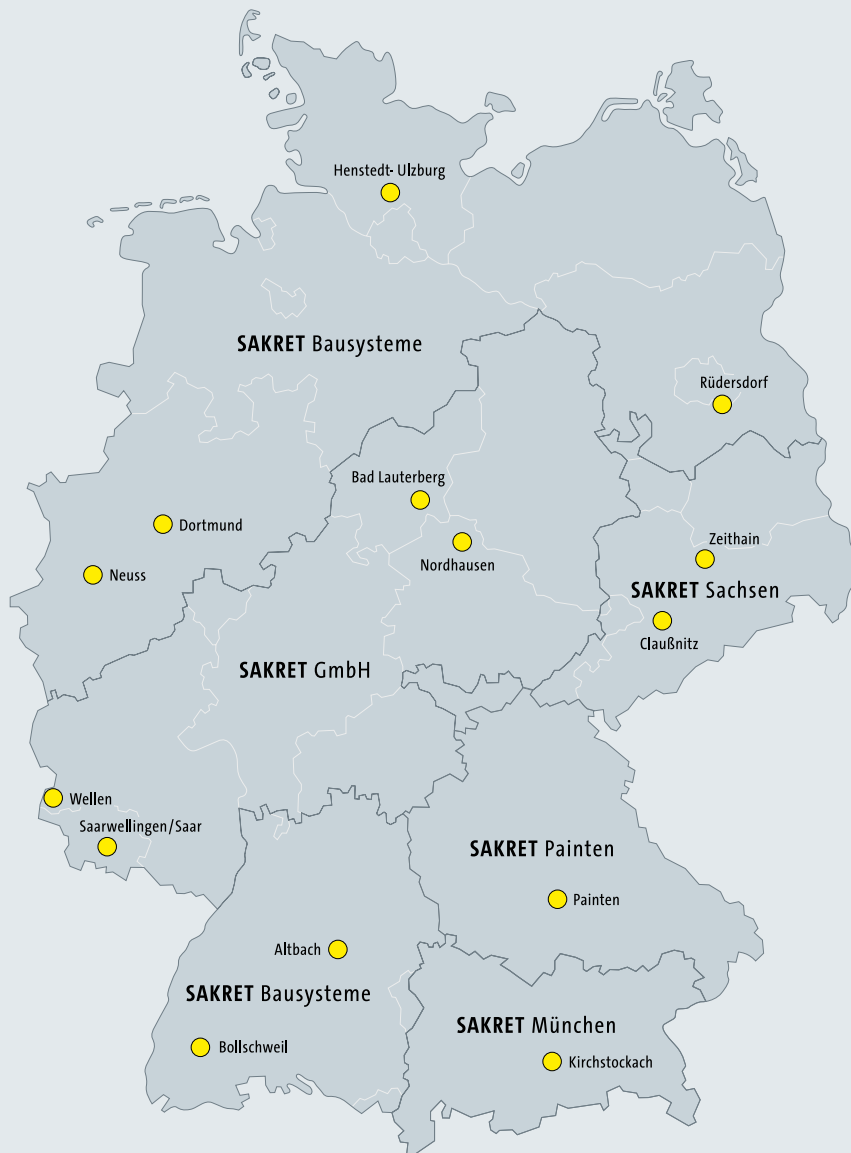 Henstedt- Ulzburg
SAKRET Bausysteme
Rüdersdorf
Bad Lauterberg
Dortmund
Zeithain
Nordhausen
Neuss
SAKRET Sachsen
Claußnitz
SAKRET GmbH
Wellen
Saarwellingen/Saar
SAKRET Painten
Painten
Altbach
SAKRET Bausysteme
SAKRET München
Bollschweil
Kirchstockach